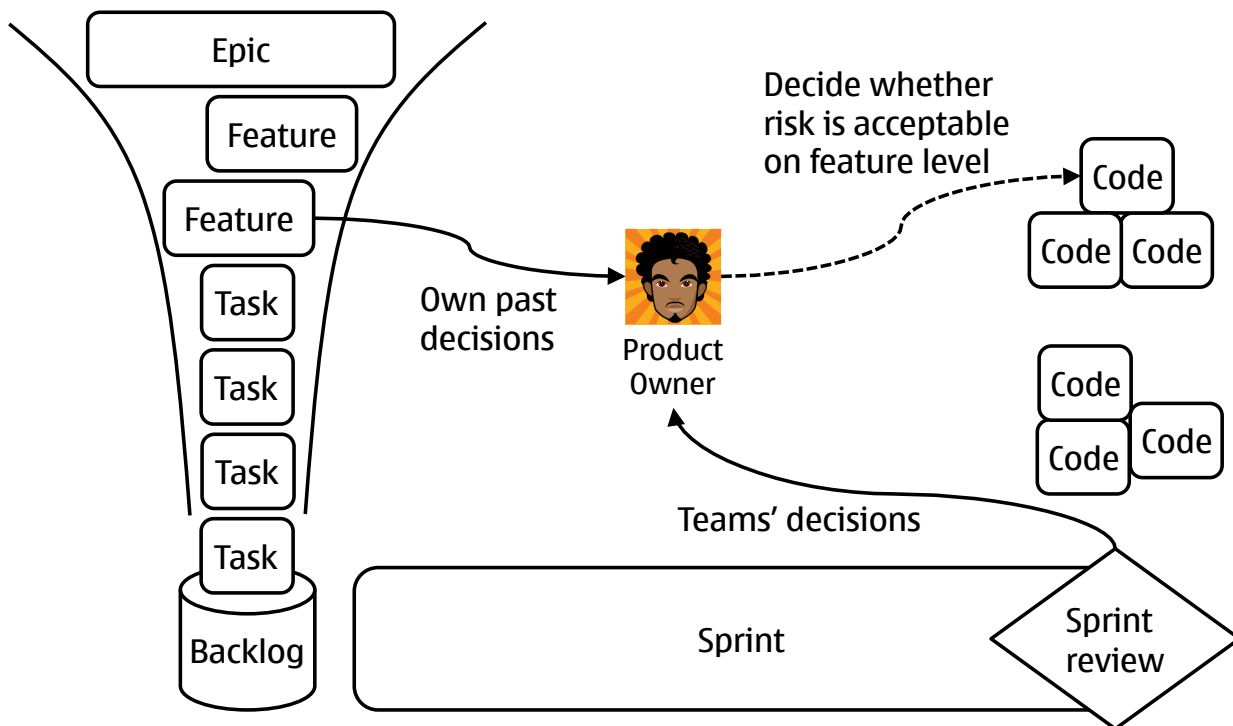 Epic
Feature
Feature
Task
Task
Task
Task
Backlog
Own past
decisions
Product
Owner
Decide whether
risk is acceptable
on feature level
Code
Code
Code
Code
Code
Code
Teams’ decisions
Sprint
Sprint
review